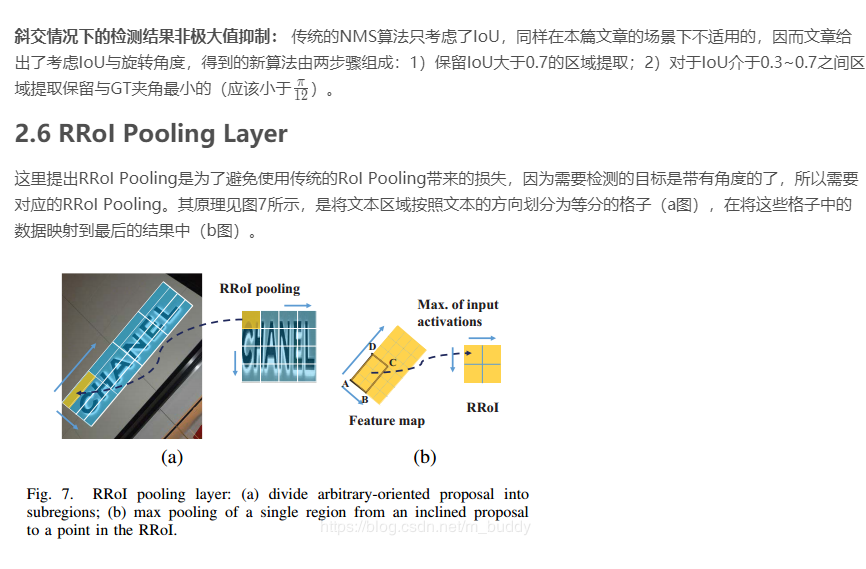 斜交情况下的检测结果非极大值抑制： 传统的NMS算法只考虑了IoU，同样在本篇文章的场景下不适用的，因而文章给
出了考虑IoU与旋转角度，得到的新算法由两步骤组成：1）保留IoU大于0.7的区域提取；2）对于IoU介于0.3~0.7之间区
域提取保留与GT夹角最小的（应该小于π/12）。
2.6 RRoI Pooling Layer
这里提出RRoI Pooling是为了避免使用传统的RoI Pooling带来的损失，因为需要检测的目标是带有角度的了，所以需要
对应的RRoI Pooling。其原理见图7所示，是将文本区域按照文本的方向划分为等分的格子（a图），在将这些格子中的
数据映射到最后的结果中（b图）。
CHANEL
RRoI pooling
CHANEL
Max. of input
activations
D
C
A
B
Feature map
RRoI
(a)
(b)
Fig. 7. RRoI pooling layer: (a) divide arbitrary-oriented proposal into
subregions; (b) max pooling of a single region from an inclined proposal
to a point in the RRoI.
https://blog.csdn.net/m_buddy